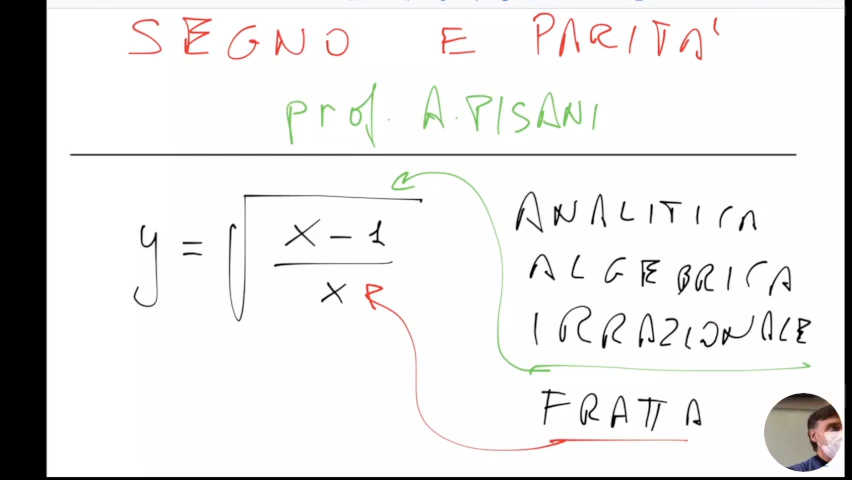 SEGNO E PARITA'
prof. A. PISANI
y = √ x - 1 / x
ANALITICA
ALGEBRICA
IRRAZIONALE
FRATTA